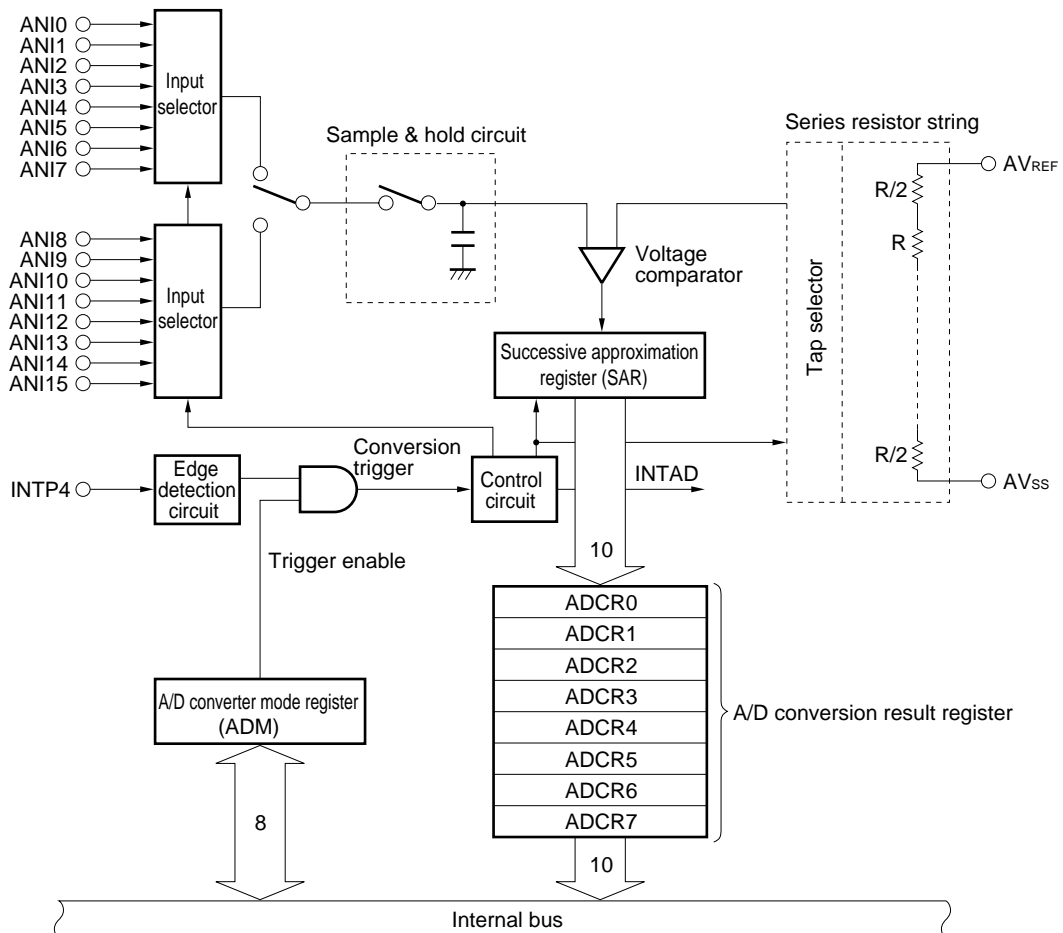 ANI0
ANI1
ANI2
ANI3
ANI4
ANI5
ANI6
ANI7
Input
selector
Sample & hold circuit
Series resistor string
AVREF
R/2
R
ANI8
ANI9
ANI10
ANI11
ANI12
ANI13
ANI14
ANI15
Input
selector
Voltage
comparator
Tap selector
Successive approximation
register (SAR)
R/2
AVSS
INTP4
Edge
detection
circuit
Conversion
trigger
Control
circuit
INTAD
Trigger enable
10
ADCR0
ADCR1
ADCR2
ADCR3
ADCR4
ADCR5
ADCR6
ADCR7
A/D conversion result register
A/D converter mode register
(ADM)
8
10
Internal bus